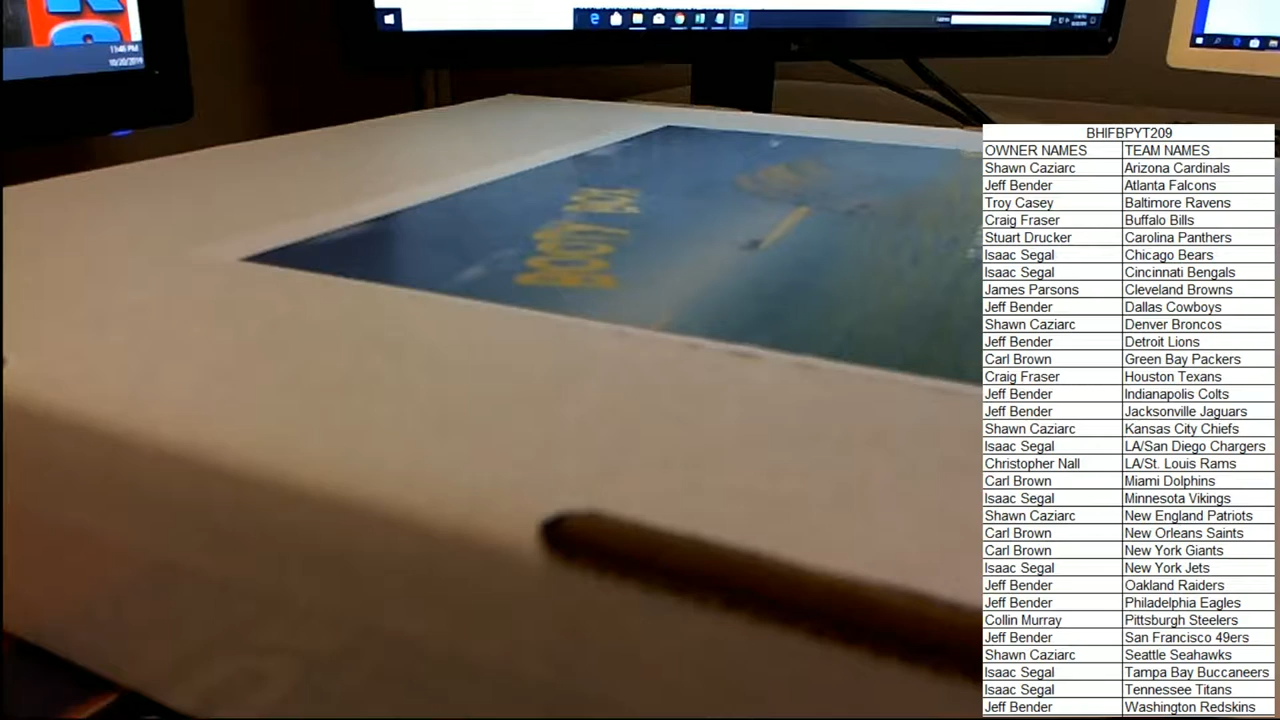 11:46 PM
10/20/2019
BHIFBPYT209
OWNER NAMES TEAM NAMES
Shawn Caziarc Arizona Cardinals
Jeff Bender Atlanta Falcons
Troy Casey Baltimore Ravens
Craig Fraser Buffalo Bills
Stuart Drucker Carolina Panthers
Isaac Segal Chicago Bears
Isaac Segal Cincinnati Bengals
James Parsons Cleveland Browns
Jeff Bender Dallas Cowboys
Shawn Caziarc Denver Broncos
Jeff Bender Detroit Lions
Carl Brown Green Bay Packers
Craig Fraser Houston Texans
Jeff Bender Indianapolis Colts
Jeff Bender Jacksonville Jaguars
Shawn Caziarc Kansas City Chiefs
Isaac Segal LA/San Diego Chargers
Christopher Nall LA/St. Louis Rams
Carl Brown Miami Dolphins
Isaac Segal Minnesota Vikings
Shawn Caziarc New England Patriots
Carl Brown New Orleans Saints
Carl Brown New York Giants
Isaac Segal New York Jets
Jeff Bender Oakland Raiders
Jeff Bender Philadelphia Eagles
Collin Murray Pittsburgh Steelers
Jeff Bender San Francisco 49ers
Shawn Caziarc Seattle Seahawks
Isaac Segal Tampa Bay Buccaneers
Isaac Segal Tennessee Titans
Jeff Bender Washington Redskins